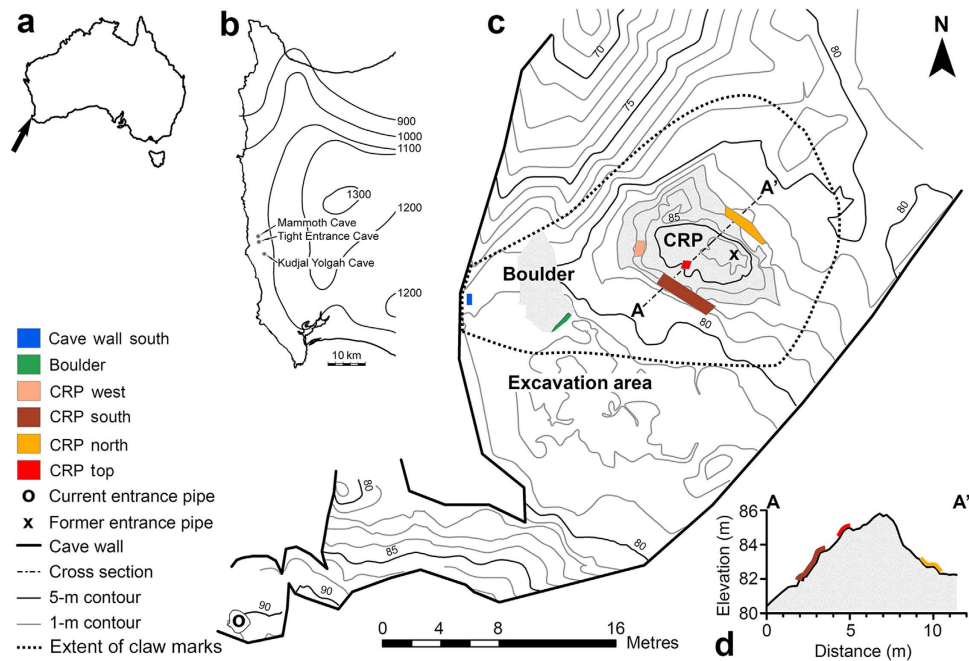 a
b
900
1000
1100
1300
1200
Mammoth Cave
Tight Entrance Cave
Kudjal Yolgah Cave
1200
10 km
c
N
70
75
80
80
85
A'
CRP
x
Boulder
A
80
Excavation area
80
80
85
90
90
O
0 4 8 12 16
Metres
Cave wall south
Boulder
CRP west
CRP south
CRP north
CRP top
O Current entrance pipe
x Former entrance pipe
Cave wall
Cross section
5-m contour
1-m contour
Extent of claw marks
A A'
Elevation (m)
86
84
82
80
0 5 10
Distance (m)
d